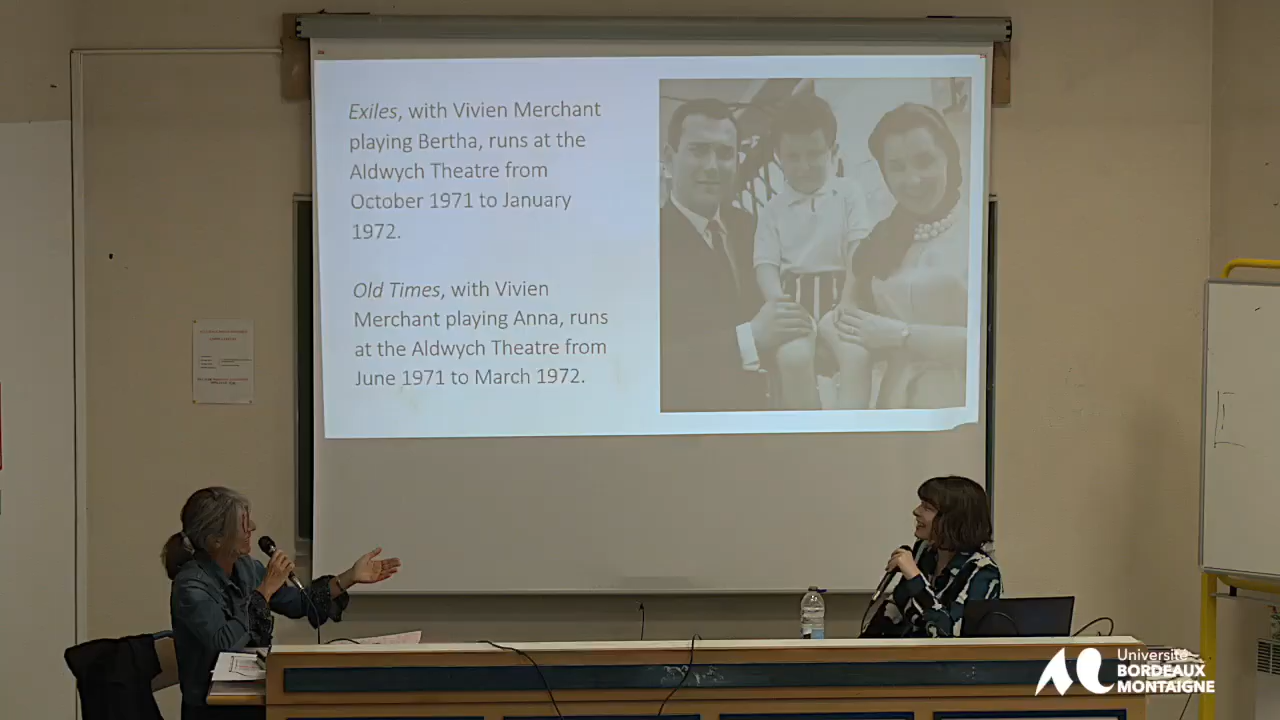 Exiles, with Vivien Merchant
playing Bertha, runs at the
Aldwych Theatre from
October 1971 to January
1972.
Old Times, with Vivien
Merchant playing Anna, runs
at the Aldwych Theatre from
June 1971 to March 1972.
Université
BORDEAUX
MONTAIGNE